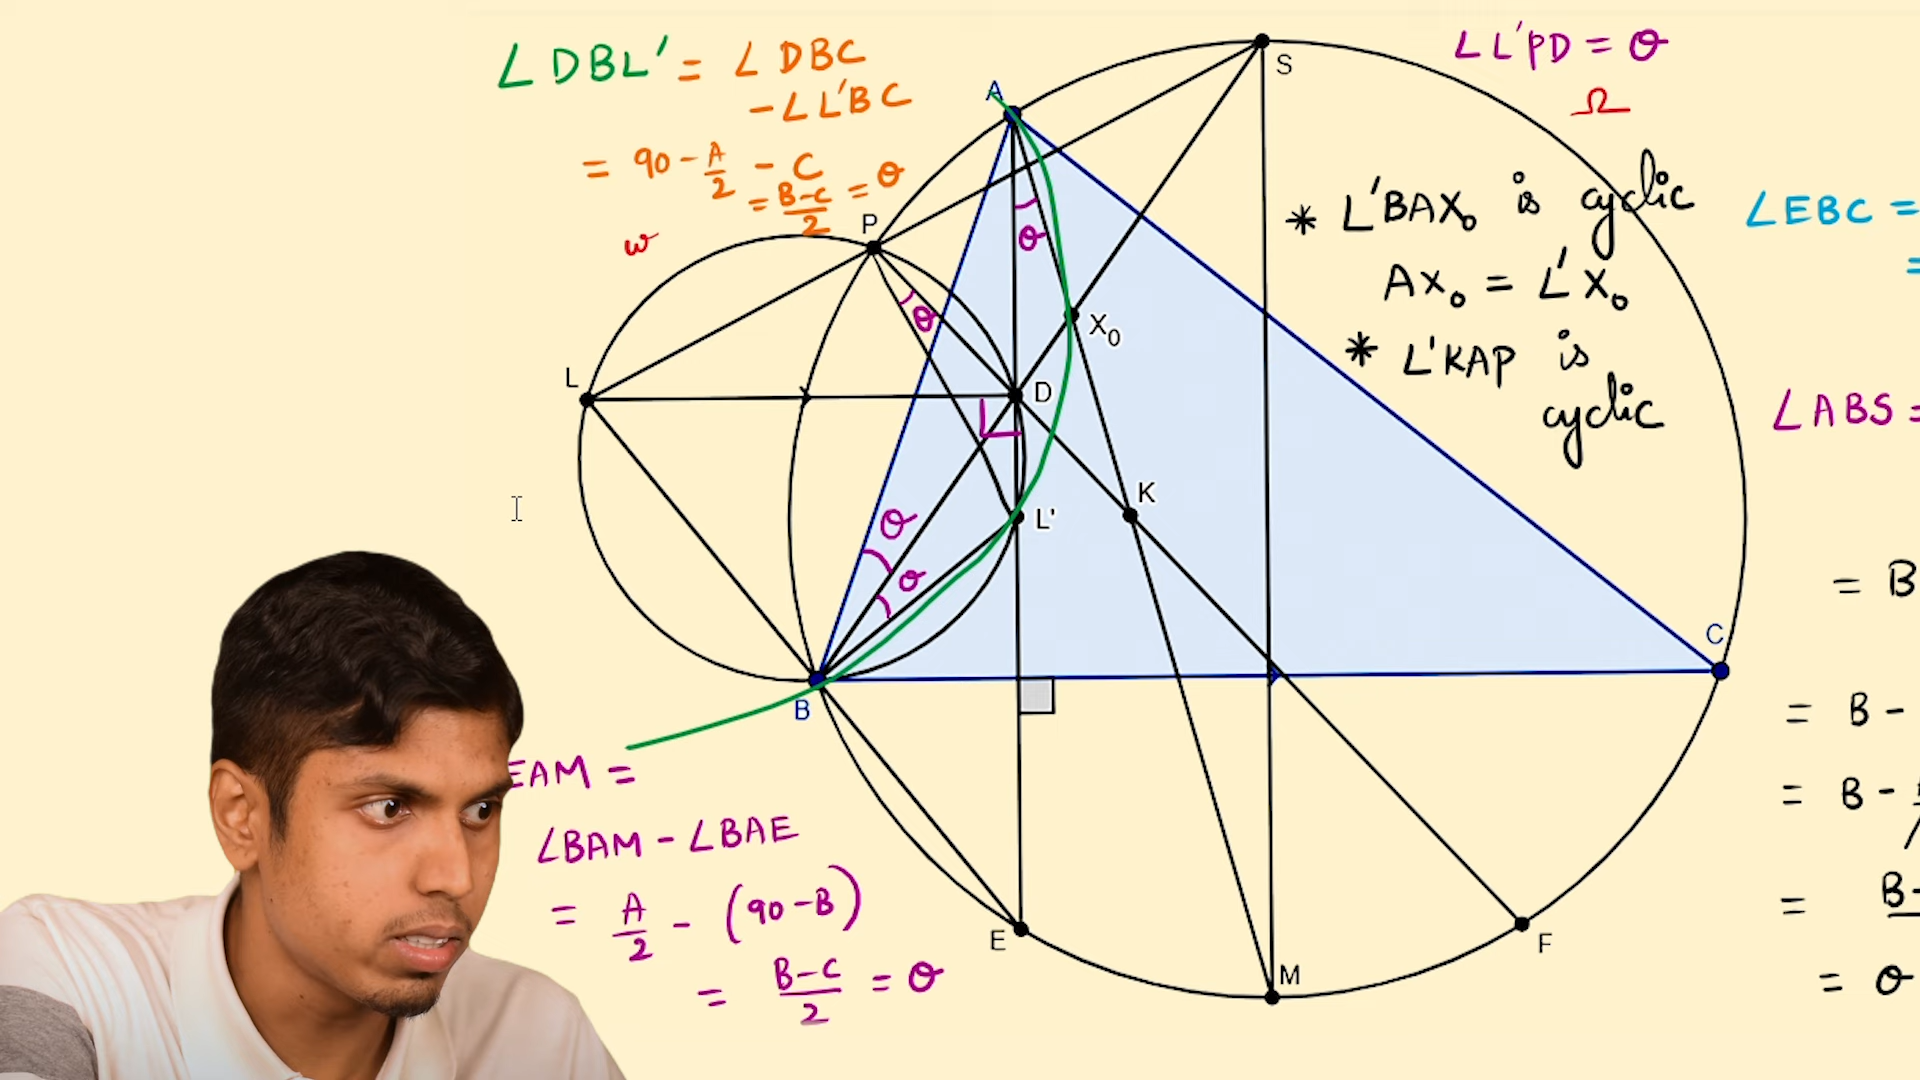 ∠DBL' = ∠DBC
- ∠L'BC
= 90 - A/2 - C
= B-C/2 = θ
ω
∠L'PD = θ
Ω
* L'BAX₀ is cyclic
AX₀ = L'X₀
* L'KAP is
cyclic
∠EBC =
=
∠ABS =
= B
= B -
= B -
= B-
= θ
A
S
P
θ
θ
X₀
L
D
K
L'
θ
θ
C
B
E
M
F
EAM =
∠BAM - ∠BAE
= A/2 - (90 - B)
= B-C/2 = θ